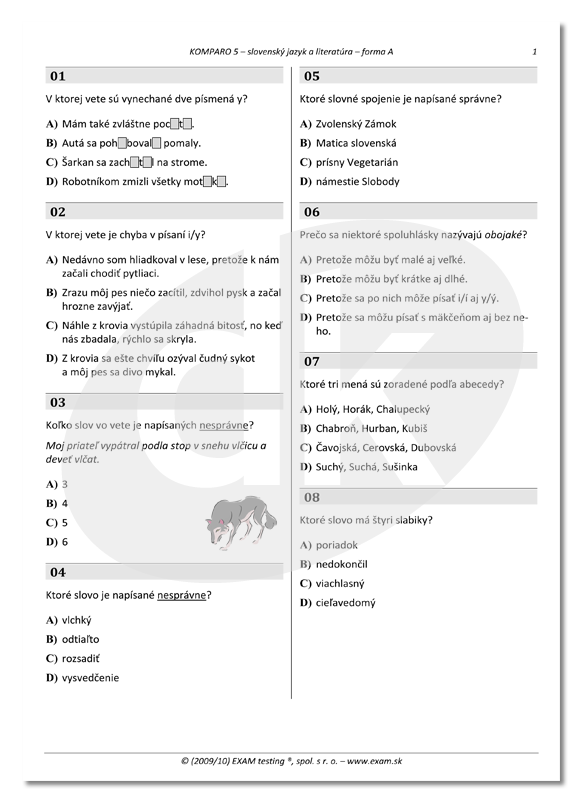 KOMPARO 5 – slovenský jazyk a literatúra – forma A 1
01
V ktorej vete sú vynechané dve písmená y?
A) Mám také zvláštne poc□t□.
B) Autá sa poh□boval□ pomaly.
C) Šarkan sa zach□t□l na strome.
D) Robotníkom zmizli všetky mot□k□.
02
V ktorej vete je chyba v písaní i/y?
A) Nedávno som hliadkoval v lese, pretože k nám
začali chodiť pytliaci.
B) Zrazu môj pes niečo zacítil, zdvihol pysk a začal
hrozne zavýjať.
C) Náhle z krovia vystúpila záhadná bitosť, no keď
nás zbadala, rýchlo sa skryla.
D) Z krovia sa ešte chvíľu ozýval čudný sykot
a môj pes sa divo mykal.
03
Koľko slov vo vete je napísaných nesprávne?
Moj priateľ vypátral podla stop v snehu vlčicu a
deveť vĺčat.
A) 3
B) 4
C) 5
D) 6
04
Ktoré slovo je napísané nesprávne?
A) vlchký
B) odtiaľto
C) rozsadiť
D) vysvedčenie
05
Ktoré slovné spojenie je napísané správne?
A) Zvolenský Zámok
B) Matica slovenská
C) prísny Vegetarián
D) námestie Slobody
06
Prečo sa niektoré spoluhlásky nazývajú obojaké?
A) Pretože môžu byť malé aj veľké.
B) Pretože môžu byť krátke aj dlhé.
C) Pretože sa po nich môže písať i/í aj y/ý.
D) Pretože sa môžu písať s mäkčeňom aj bez ne-
ho.
07
Ktoré tri mená sú zoradené podľa abecedy?
A) Holý, Horák, Chalupecký
B) Chabroň, Hurban, Kubiš
C) Čavojská, Cerovská, Dubovská
D) Suchý, Suchá, Sušinka
08
Ktoré slovo má štyri slabiky?
A) poriadok
B) nedokončil
C) viachlasný
D) cieľavedomý
© (2009/10) EXAM testing ®, spol. s r. o. – www.exam.sk